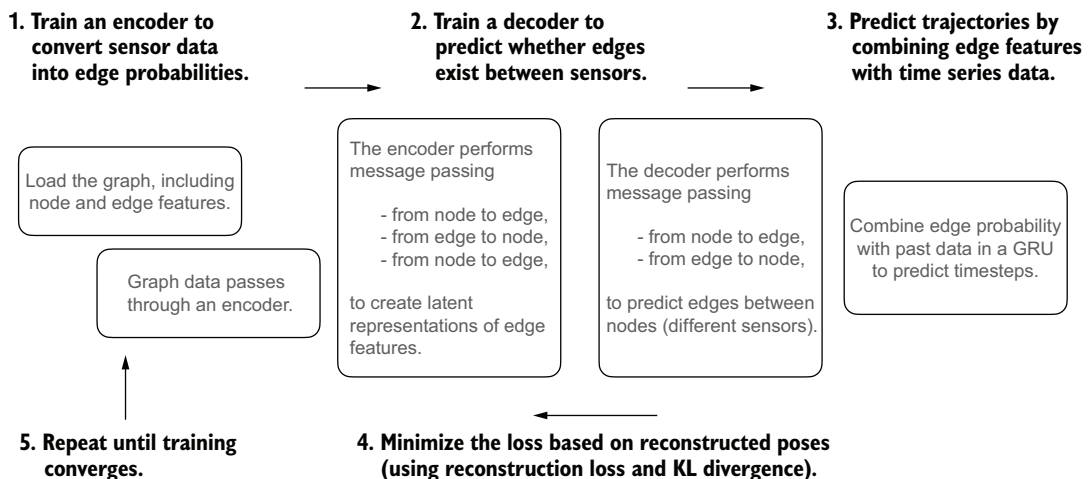 1. Train an encoder to
convert sensor data
into edge probabilities.
2. Train a decoder to
predict whether edges
exist between sensors.
3. Predict trajectories by
combining edge features
with time series data.
Load the graph, including
node and edge features.
Graph data passes
through an encoder.
The encoder performs
message passing
- from node to edge,
- from edge to node,
- from node to edge,
to create latent
representations of edge
features.
The decoder performs
message passing
- from node to edge,
- from edge to node,
to predict edges between
nodes (different sensors).
Combine edge probability
with past data in a GRU
to predict timesteps.
5. Repeat until training
converges.
4. Minimize the loss based on reconstructed poses
(using reconstruction loss and KL divergence).